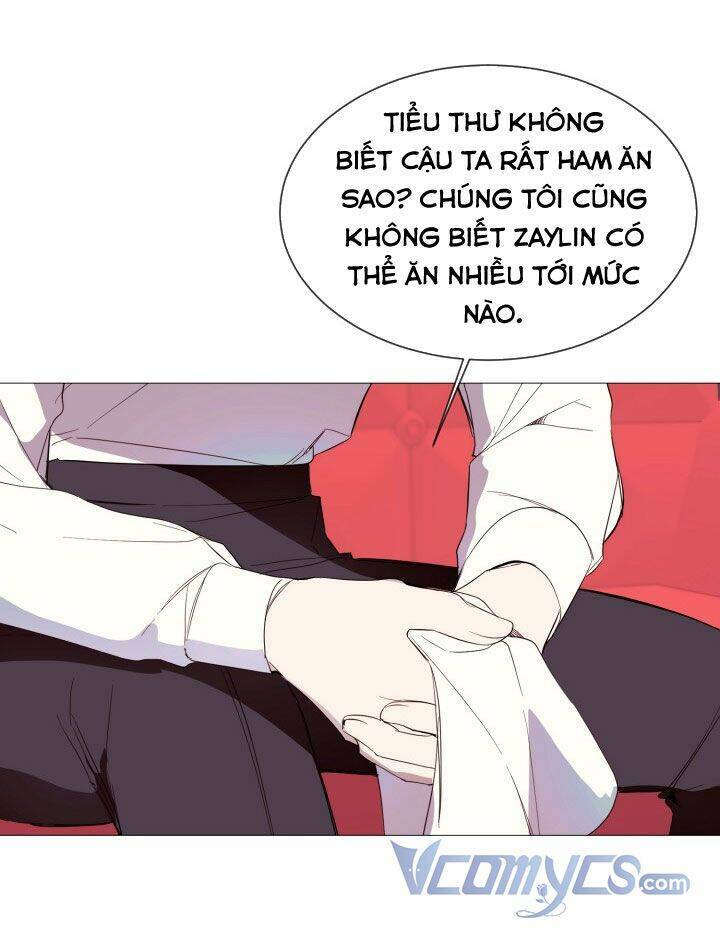 TIỂU THƯ KHÔNG
BIẾT CẬU TA RẤT HAM ĂN
SAO? CHÚNG TÔI CŨNG
KHÔNG BIẾT ZAYLIN CÓ
THỂ ĂN NHIỀU TỚI MỨC
NÀO.
VCOMYCS.com